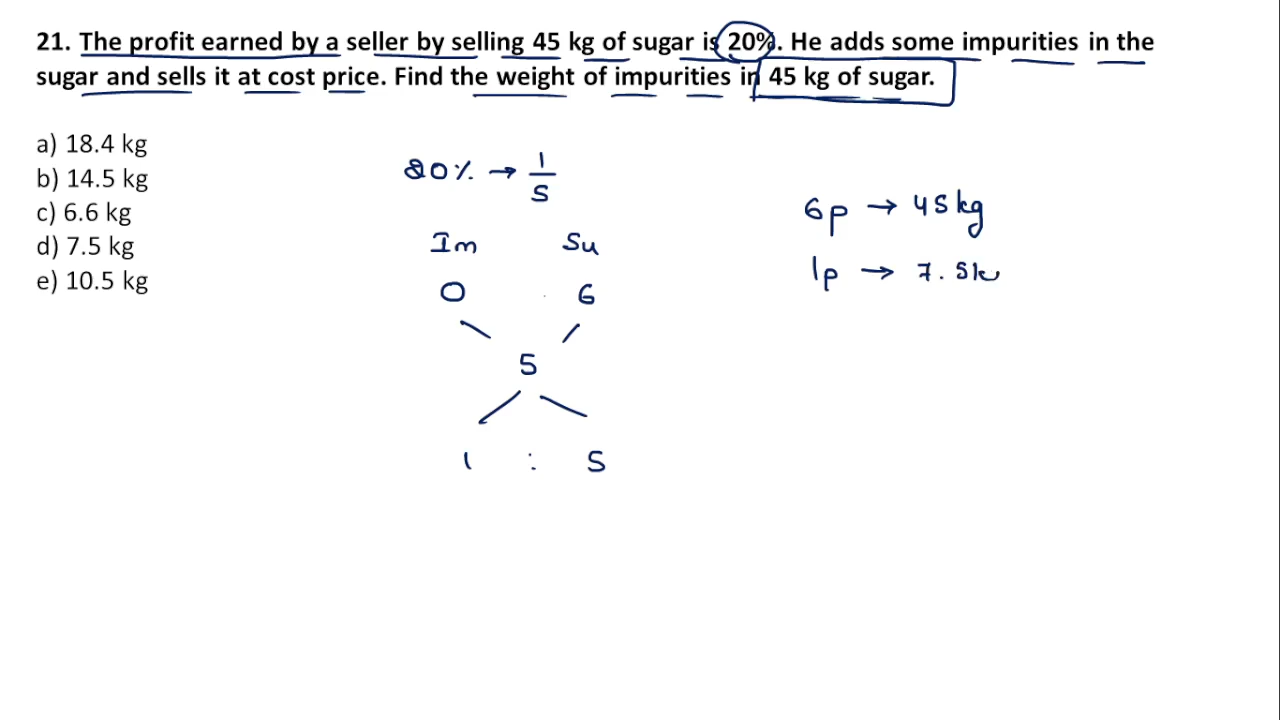 21. The profit earned by a seller by selling 45 kg of sugar is 20%. He adds some impurities in the
sugar and sells it at cost price. Find the weight of impurities in 45 kg of sugar.
a) 18.4 kg
b) 14.5 kg
c) 6.6 kg
d) 7.5 kg
e) 10.5 kg
20% → 1/5
Im Su
0 6
5
1 : 5
6p → 45kg
1p → 7.5k